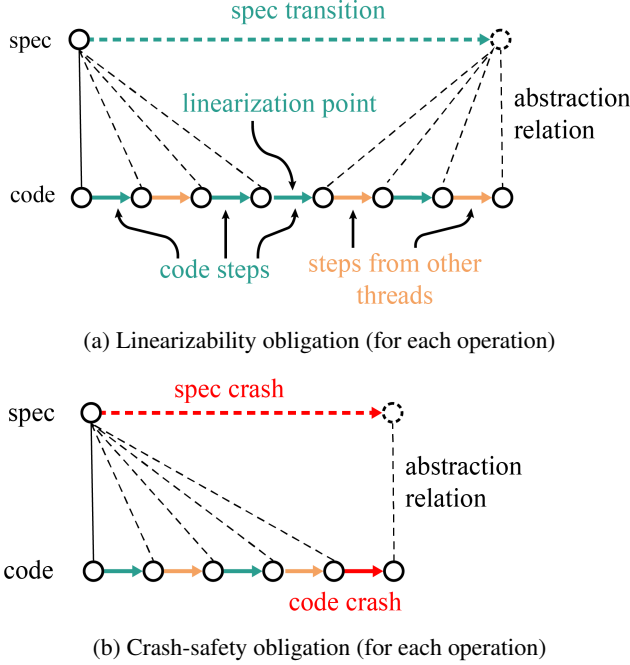 spec transition
spec
linearization point
abstraction
relation
code
code steps
steps from other
threads
(a) Linearizability obligation (for each operation)
spec crash
spec
abstraction
relation
code
code crash
(b) Crash-safety obligation (for each operation)